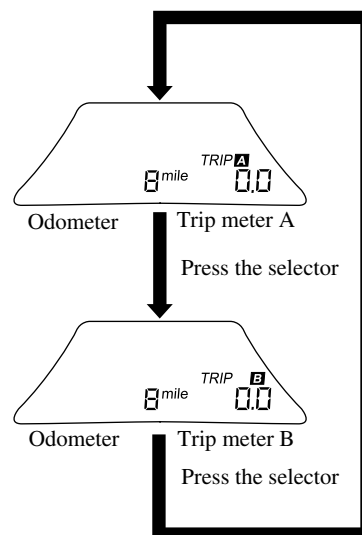 TRIP A
8 mile 0.0
Odometer Trip meter A
Press the selector
TRIP B
8 mile 0.0
Odometer Trip meter B
Press the selector